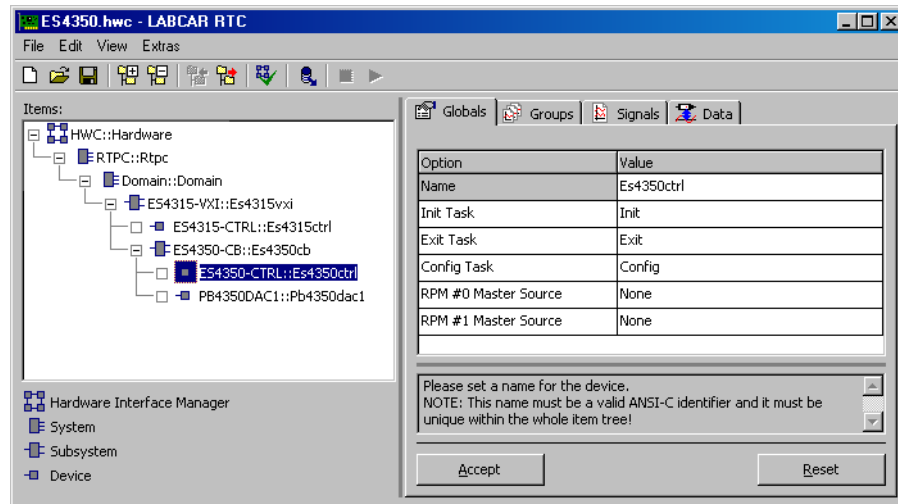 ES4350.hwc - LABCAR RTC
File Edit View Extras
Items:
HWC::Hardware
RTPC::Rtpc
Domain::Domain
ES4315-VXI::Es4315vxi
ES4315-CTRL::Es4315ctrl
ES4350-CB::Es4350cb
ES4350-CTRL::Es4350ctrl
PB4350DAC1::Pb4350dac1
Hardware Interface Manager
System
Subsystem
Device
Globals Groups Signals Data
Option Value
Name Es4350ctrl
Init Task Init
Exit Task Exit
Config Task Config
RPM #0 Master Source None
RPM #1 Master Source None
Please set a name for the device.
NOTE: This name must be a valid ANSI-C identifier and it must be
unique within the whole item tree!
Accept Reset